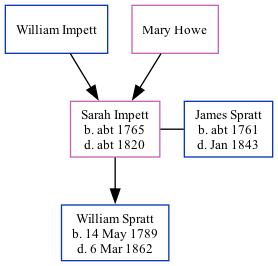 William Impett
Mary Howe
Sarah Impett
b. abt 1765
d. abt 1820
James Spratt
b. abt 1761
d. Jan 1843
William Spratt
b. 14 May 1789
d. 6 Mar 1862